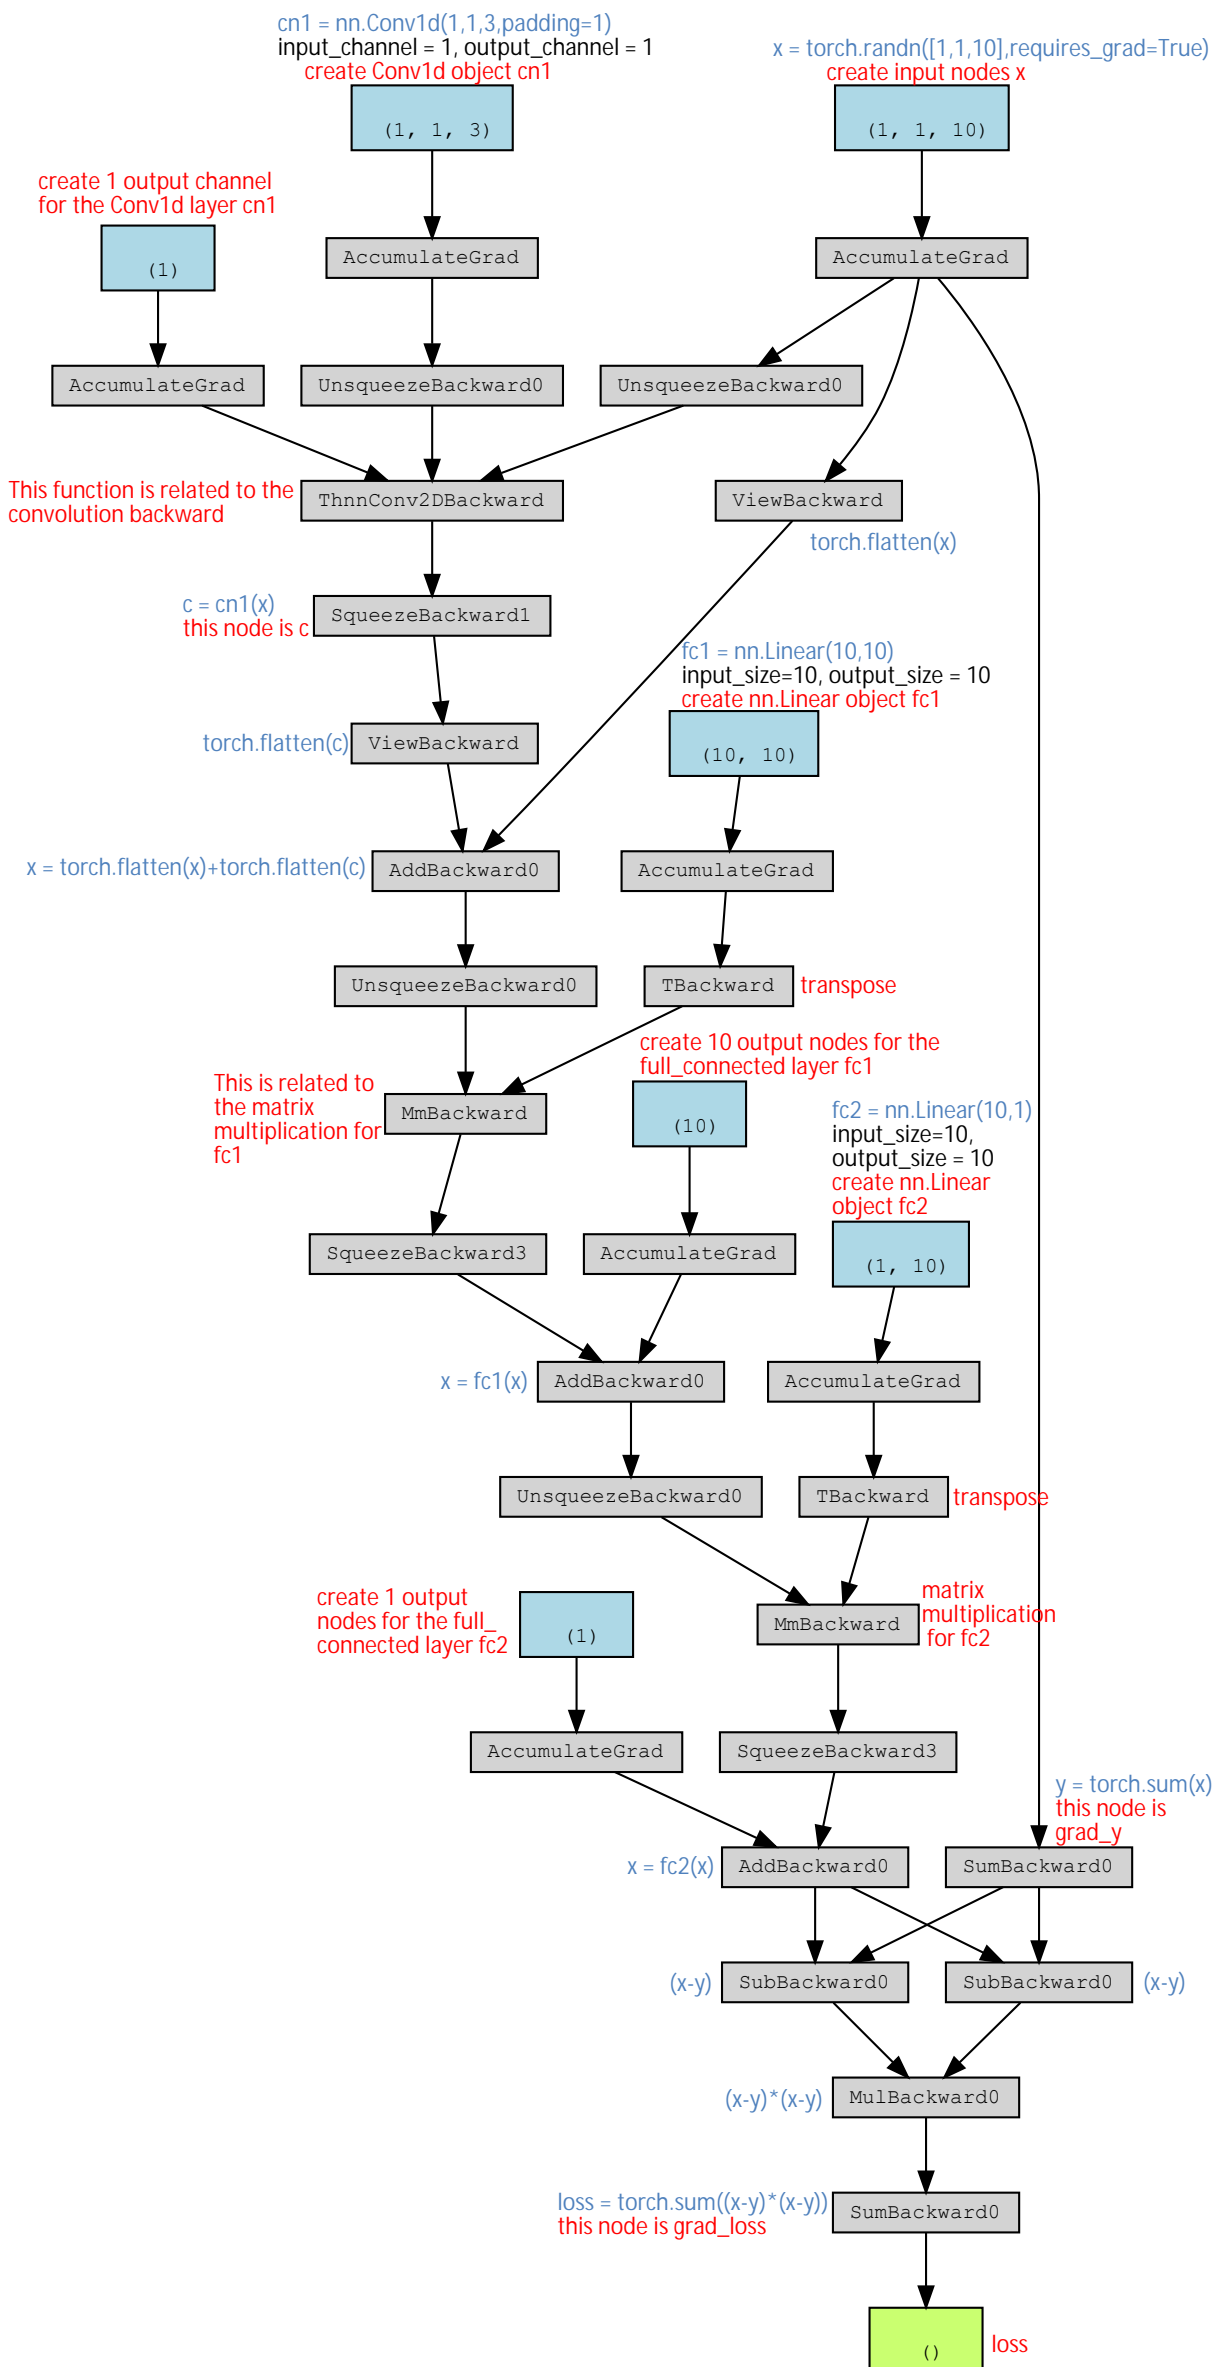 cn1 = nn.Conv1d(1,1,3,padding=1)
input_channel = 1, output_channel = 1
create Conv1d object cn1
x = torch.randn([1,1,10],requires_grad=True)
create input nodes x
(1, 1, 3)
(1, 1, 10)
create 1 output channel
for the Conv1d layer cn1
(1)
AccumulateGrad
AccumulateGrad
AccumulateGrad
UnsqueezeBackward0
UnsqueezeBackward0
This function is related to the
convolution backward
ThnnConv2DBackward
ViewBackward
torch.flatten(x)
c = cn1(x)
this node is c
SqueezeBackward1
fc1 = nn.Linear(10,10)
input_size=10, output_size = 10
create nn.Linear object fc1
torch.flatten(c)
ViewBackward
(10, 10)
x = torch.flatten(x)+torch.flatten(c)
AddBackward0
AccumulateGrad
UnsqueezeBackward0
TBackward
transpose
create 10 output nodes for the
full_connected layer fc1
This is related to
the matrix
multiplication for
fc1
MmBackward
(10)
fc2 = nn.Linear(10,1)
input_size=10,
output_size = 10
create nn.Linear
object fc2
SqueezeBackward3
AccumulateGrad
(1, 10)
x = fc1(x)
AddBackward0
AccumulateGrad
UnsqueezeBackward0
TBackward
transpose
create 1 output
nodes for the full_
connected layer fc2
(1)
MmBackward
matrix
multiplication
for fc2
AccumulateGrad
SqueezeBackward3
y = torch.sum(x)
this node is
grad_y
x = fc2(x)
AddBackward0
SumBackward0
(x-y)
SubBackward0
SubBackward0
(x-y)
(x-y)*(x-y)
MulBackward0
loss = torch.sum((x-y)*(x-y))
this node is grad_loss
SumBackward0
()
loss